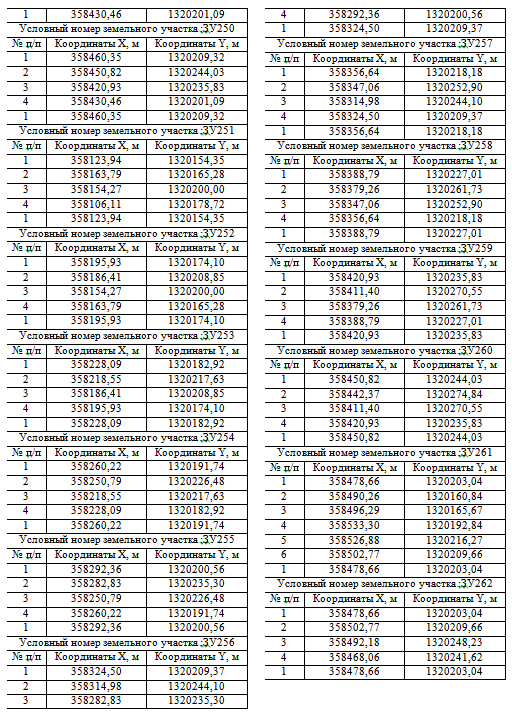 1 358430,46 1320201,09
Условный номер земельного участка :ЗУ250
№ п/п Координаты X, м Координаты Y, м
1 358460,35 1320209,32
2 358450,82 1320244,03
3 358420,93 1320235,83
4 358430,46 1320201,09
1 358460,35 1320209,32
Условный номер земельного участка :ЗУ251
№ п/п Координаты X, м Координаты Y, м
1 358123,94 1320154,35
2 358163,79 1320165,28
3 358154,27 1320200,00
4 358106,11 1320178,72
1 358123,94 1320154,35
Условный номер земельного участка :ЗУ252
№ п/п Координаты X, м Координаты Y, м
1 358195,93 1320174,10
2 358186,41 1320208,85
3 358154,27 1320200,00
4 358163,79 1320165,28
1 358195,93 1320174,10
Условный номер земельного участка :ЗУ253
№ п/п Координаты X, м Координаты Y, м
1 358228,09 1320182,92
2 358218,55 1320217,63
3 358186,41 1320208,85
4 358195,93 1320174,10
1 358228,09 1320182,92
Условный номер земельного участка :ЗУ254
№ п/п Координаты X, м Координаты Y, м
1 358260,22 1320191,74
2 358250,79 1320226,48
3 358218,55 1320217,63
4 358228,09 1320182,92
1 358260,22 1320191,74
Условный номер земельного участка :ЗУ255
№ п/п Координаты X, м Координаты Y, м
1 358292,36 1320200,56
2 358282,83 1320235,30
3 358250,79 1320226,48
4 358260,22 1320191,74
1 358292,36 1320200,56
Условный номер земельного участка :ЗУ256
№ п/п Координаты X, м Координаты Y, м
1 358324,50 1320209,37
2 358314,98 1320244,10
3 358282,83 1320235,30
4 358292,36 1320200,56
1 358324,50 1320209,37
Условный номер земельного участка :ЗУ257
№ п/п Координаты X, м Координаты Y, м
1 358356,64 1320218,18
2 358347,06 1320252,90
3 358314,98 1320244,10
4 358324,50 1320209,37
1 358356,64 1320218,18
Условный номер земельного участка :ЗУ258
№ п/п Координаты X, м Координаты Y, м
1 358388,79 1320227,01
2 358379,26 1320261,73
3 358347,06 1320252,90
4 358356,64 1320218,18
1 358388,79 1320227,01
Условный номер земельного участка :ЗУ259
№ п/п Координаты X, м Координаты Y, м
1 358420,93 1320235,83
2 358411,40 1320270,55
3 358379,26 1320261,73
4 358388,79 1320227,01
1 358420,93 1320235,83
Условный номер земельного участка :ЗУ260
№ п/п Координаты X, м Координаты Y, м
1 358450,82 1320244,03
2 358442,37 1320274,84
3 358411,40 1320270,55
4 358420,93 1320235,83
1 358450,82 1320244,03
Условный номер земельного участка :ЗУ261
№ п/п Координаты X, м Координаты Y, м
1 358478,66 1320203,04
2 358490,26 1320160,84
3 358496,29 1320165,67
4 358533,30 1320192,84
5 358526,88 1320216,27
6 358502,77 1320209,66
1 358478,66 1320203,04
Условный номер земельного участка :ЗУ262
№ п/п Координаты X, м Координаты Y, м
1 358478,66 1320203,04
2 358502,77 1320209,66
3 358492,18 1320248,23
4 358468,06 1320241,62
1 358478,66 1320203,04